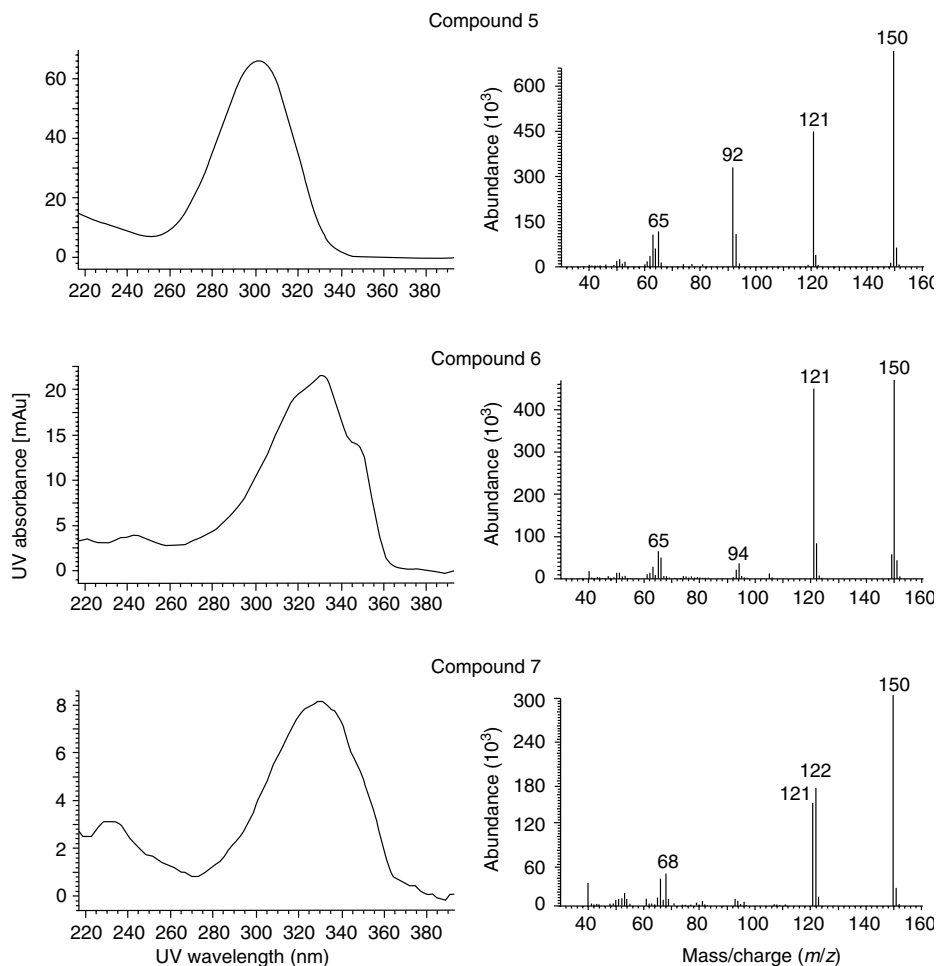 Compound 5
60
40
20
0
220 240 260 280 300 320 340 360 380
Abundance (10³)
600
450
300
150
0
65
92
121
150
40 60 80 100 120 140 160
Compound 6
UV absorbance [mAu]
20
15
10
5
0
220 240 260 280 300 320 340 360 380
Abundance (10³)
400
300
200
100
0
65
94
121
150
40 60 80 100 120 140 160
Compound 7
8
6
4
2
0
220 240 260 280 300 320 340 360 380
UV wavelength (nm)
Abundance (10³)
300
240
180
120
60
0
68
121
122
150
40 60 80 100 120 140 160
Mass/charge (m/z)